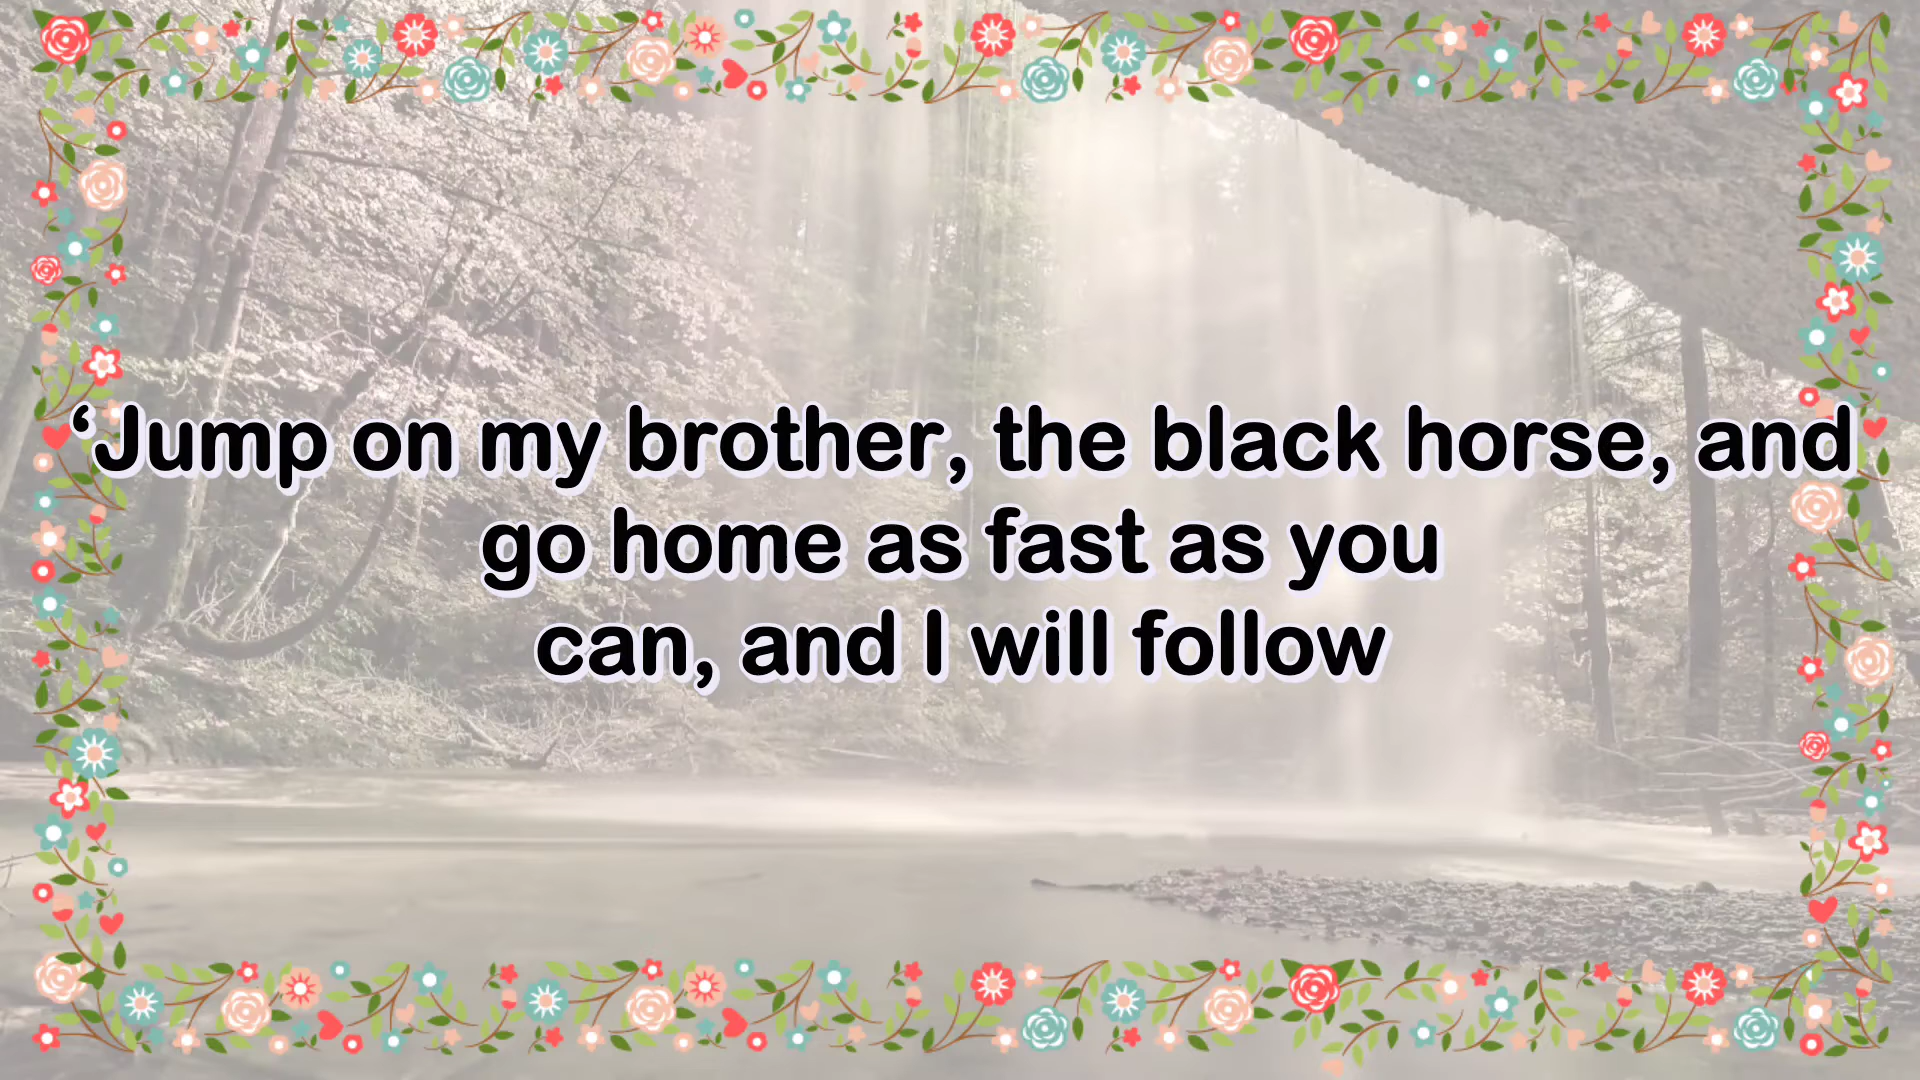 ‘Jump on my brother, the black horse, and
go home as fast as you
can, and I will follow